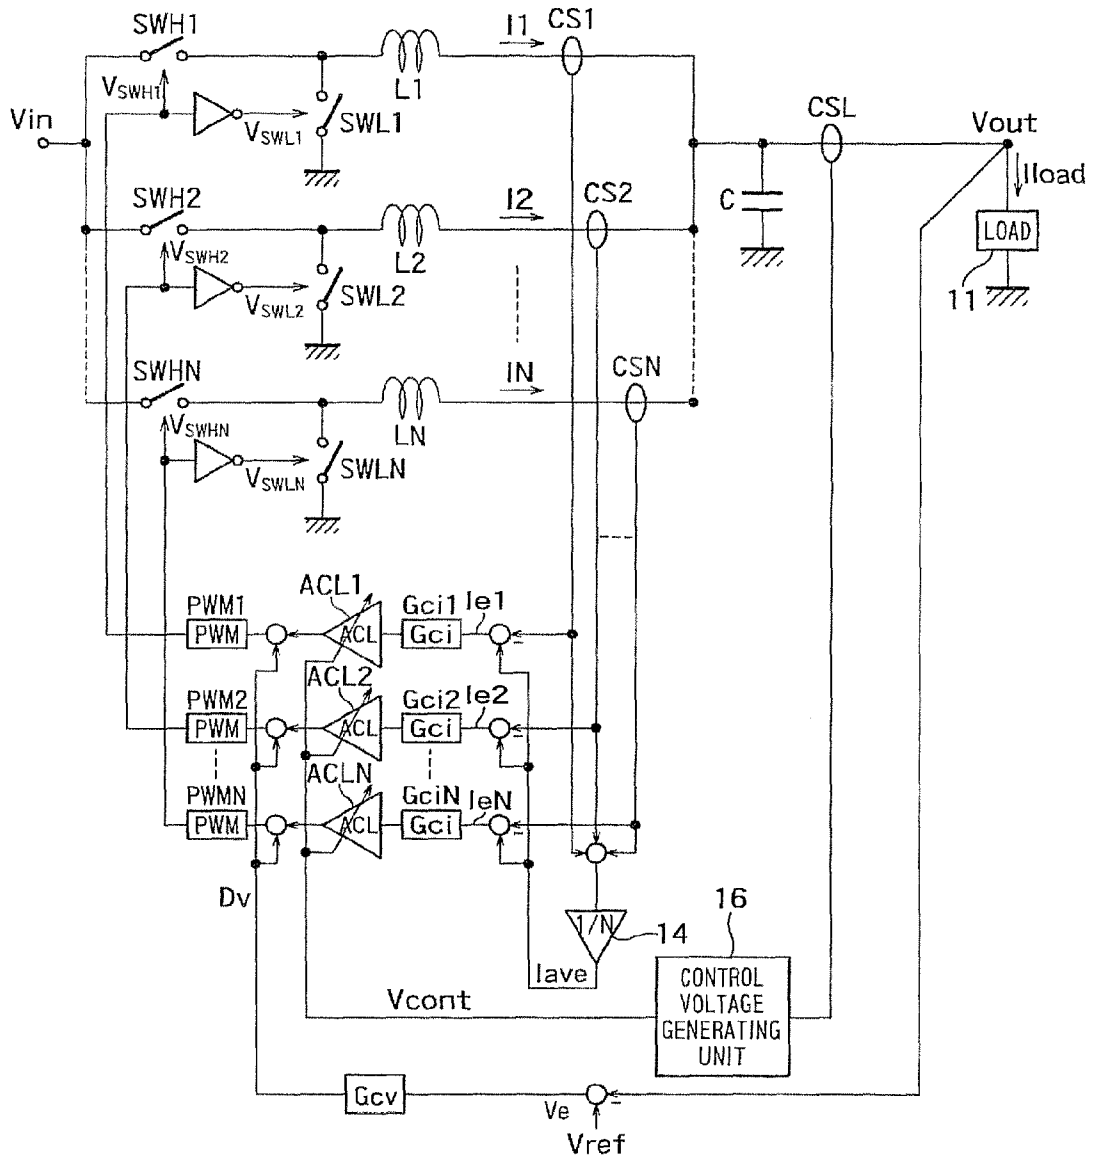 SWH1
I1
CS1
VSWH1
L1
Vin
VSWL1
SWL1
CSL
Vout
Iload
SWH2
I2
CS2
C
LOAD
VSWH2
L2
11
VSWL2
SWL2
SWHN
IN
CSN
VSWHN
LN
VSWLN
SWLN
ACL1
PWM1
Gci1
Ie1
PWM
ACL
Gci
-
ACL2
PWM2
Gci2
Ie2
PWM
ACL
Gci
-
ACLN
PWMN
GciN
IeN
PWM
ACL
Gci
-
Dv
1/N
14
16
Iave
CONTROL
VOLTAGE
GENERATING
UNIT
Vcont
Gcv
Ve
-
Vref